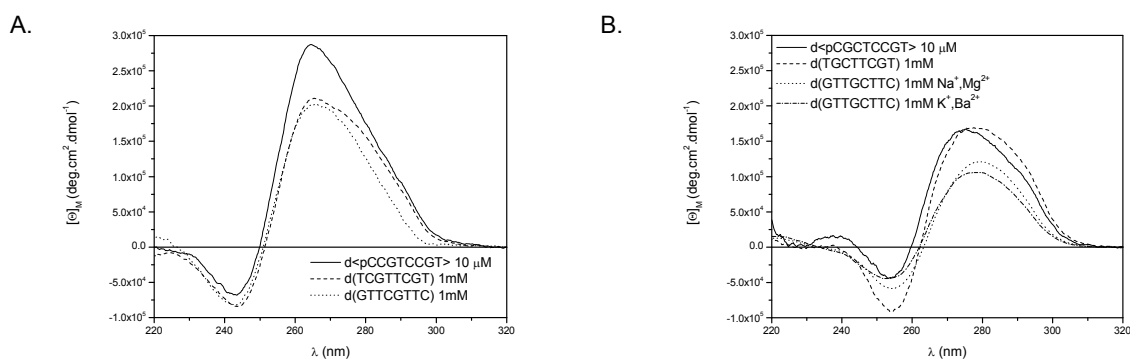 A.
B.
3.0x10⁵
2.5x10⁵
2.0x10⁵
1.5x10⁵
1.0x10⁵
5.0x10⁴
0.0
-5.0x10⁴
-1.0x10⁵
[Θ]M (deg.cm².dmol⁻¹)
d<pCCGTCCGT> 10 μM
d(TCGTTCGT) 1mM
d(GTTCGTTC) 1mM
220 240 260 280 300 320
λ (nm)
3.0x10⁵
2.5x10⁵
2.0x10⁵
1.5x10⁵
1.0x10⁵
5.0x10⁴
0.0
-5.0x10⁴
-1.0x10⁵
[Θ]M (deg.cm².dmol⁻¹)
d<pCGCTCCGT> 10 μM
d(TGCTTCGT) 1mM
d(GTTGCTTC) 1mM Na⁺,Mg²⁺
d(GTTGCTTC) 1mM K⁺,Ba²⁺
220 240 260 280 300 320
λ (nm)